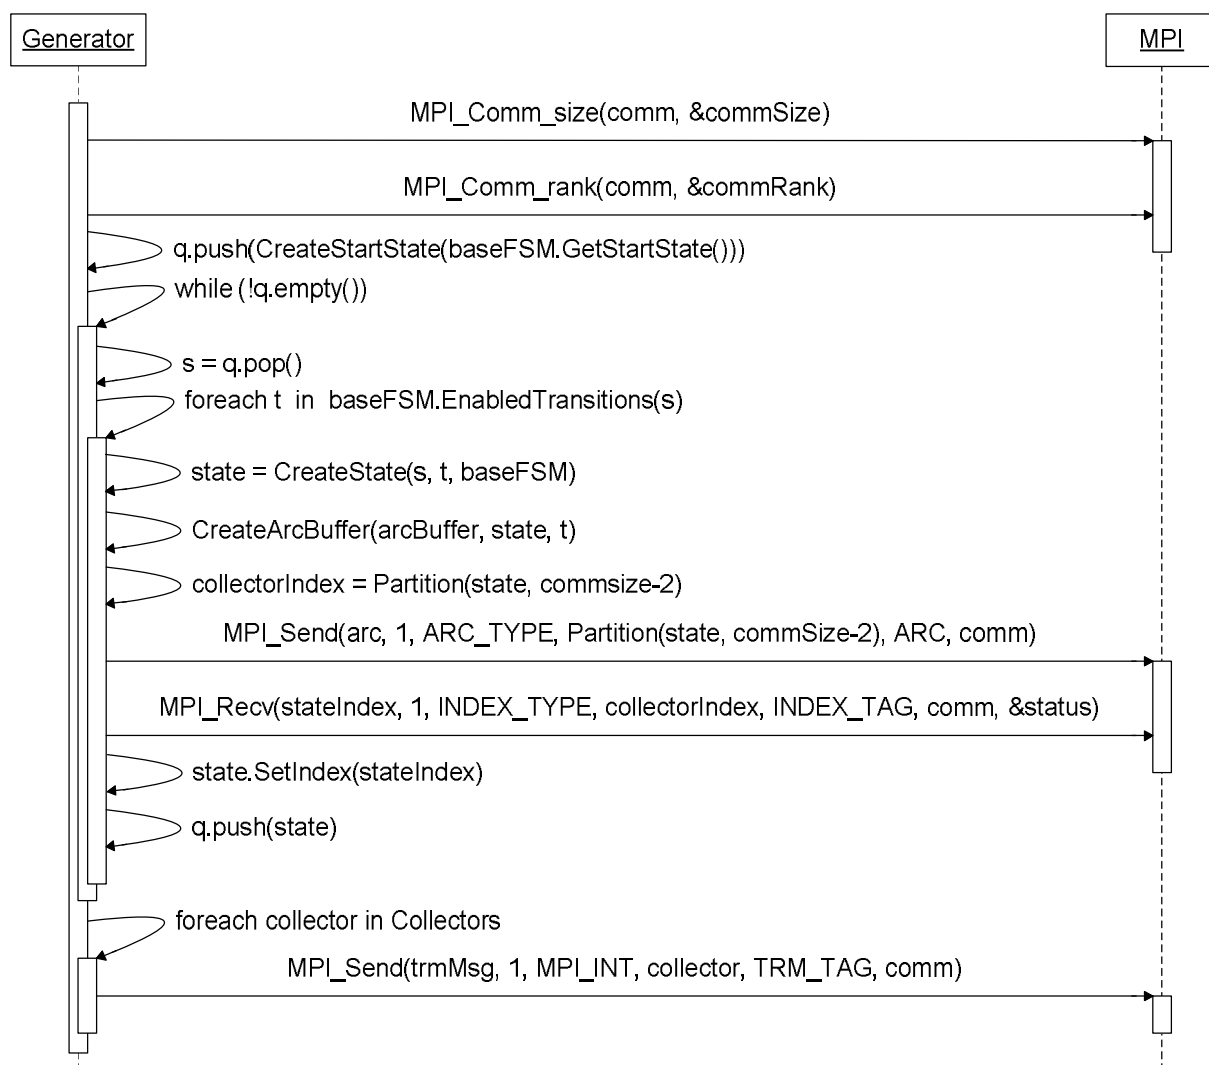 Generator
MPI
MPI_Comm_size(comm, &commSize)
MPI_Comm_rank(comm, &commRank)
q.push(CreateStartState(baseFSM.GetStartState()))
while (!q.empty())
s = q.pop()
foreach t in baseFSM.EnabledTransitions(s)
state = CreateState(s, t, baseFSM)
CreateArcBuffer(arcBuffer, state, t)
collectorIndex = Partition(state, commsize-2)
MPI_Send(arc, 1, ARC_TYPE, Partition(state, commSize-2), ARC, comm)
MPI_Recv(stateIndex, 1, INDEX_TYPE, collectorIndex, INDEX_TAG, comm, &status)
state.SetIndex(stateIndex)
q.push(state)
foreach collector in Collectors
MPI_Send(trmMsg, 1, MPI_INT, collector, TRM_TAG, comm)